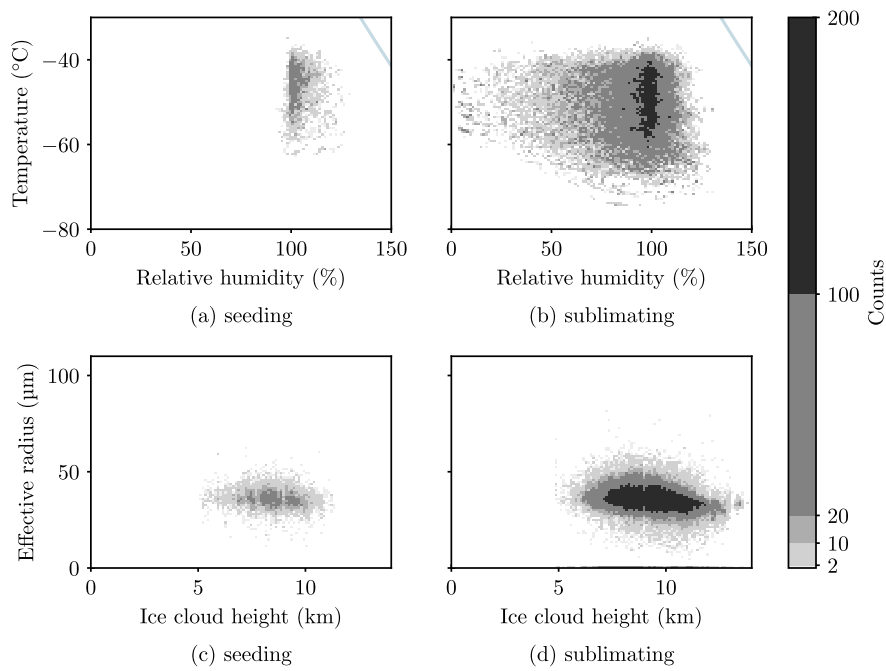 Temperature (°C)
−40
−60
−80
0
50
100
150
Relative humidity (%)
(a) seeding
0
50
100
150
Relative humidity (%)
(b) sublimating
Effective radius (µm)
100
50
0
0
5
10
Ice cloud height (km)
(c) seeding
0
5
10
Ice cloud height (km)
(d) sublimating
200
100
20
10
2
Counts